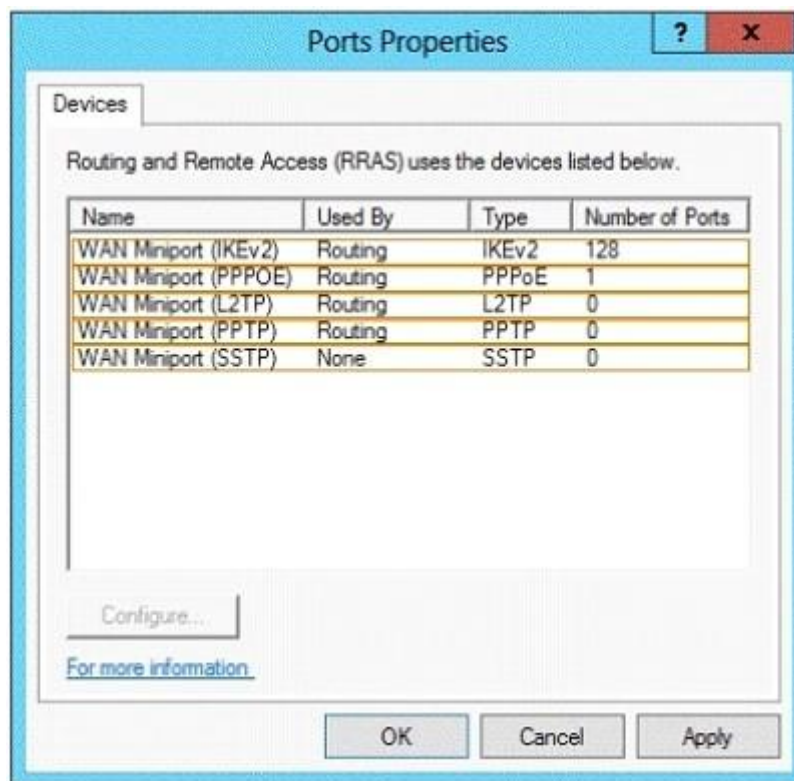 Ports Properties
?
x
Devices
Routing and Remote Access (RRAS) uses the devices listed below.
Name Used By Type Number of Ports
WAN Miniport (IKEv2) Routing IKEv2 128
WAN Miniport (PPPOE) Routing PPPoE 1
WAN Miniport (L2TP) Routing L2TP 0
WAN Miniport (PPTP) Routing PPTP 0
WAN Miniport (SSTP) None SSTP 0
Configure...
For more information
OK Cancel Apply